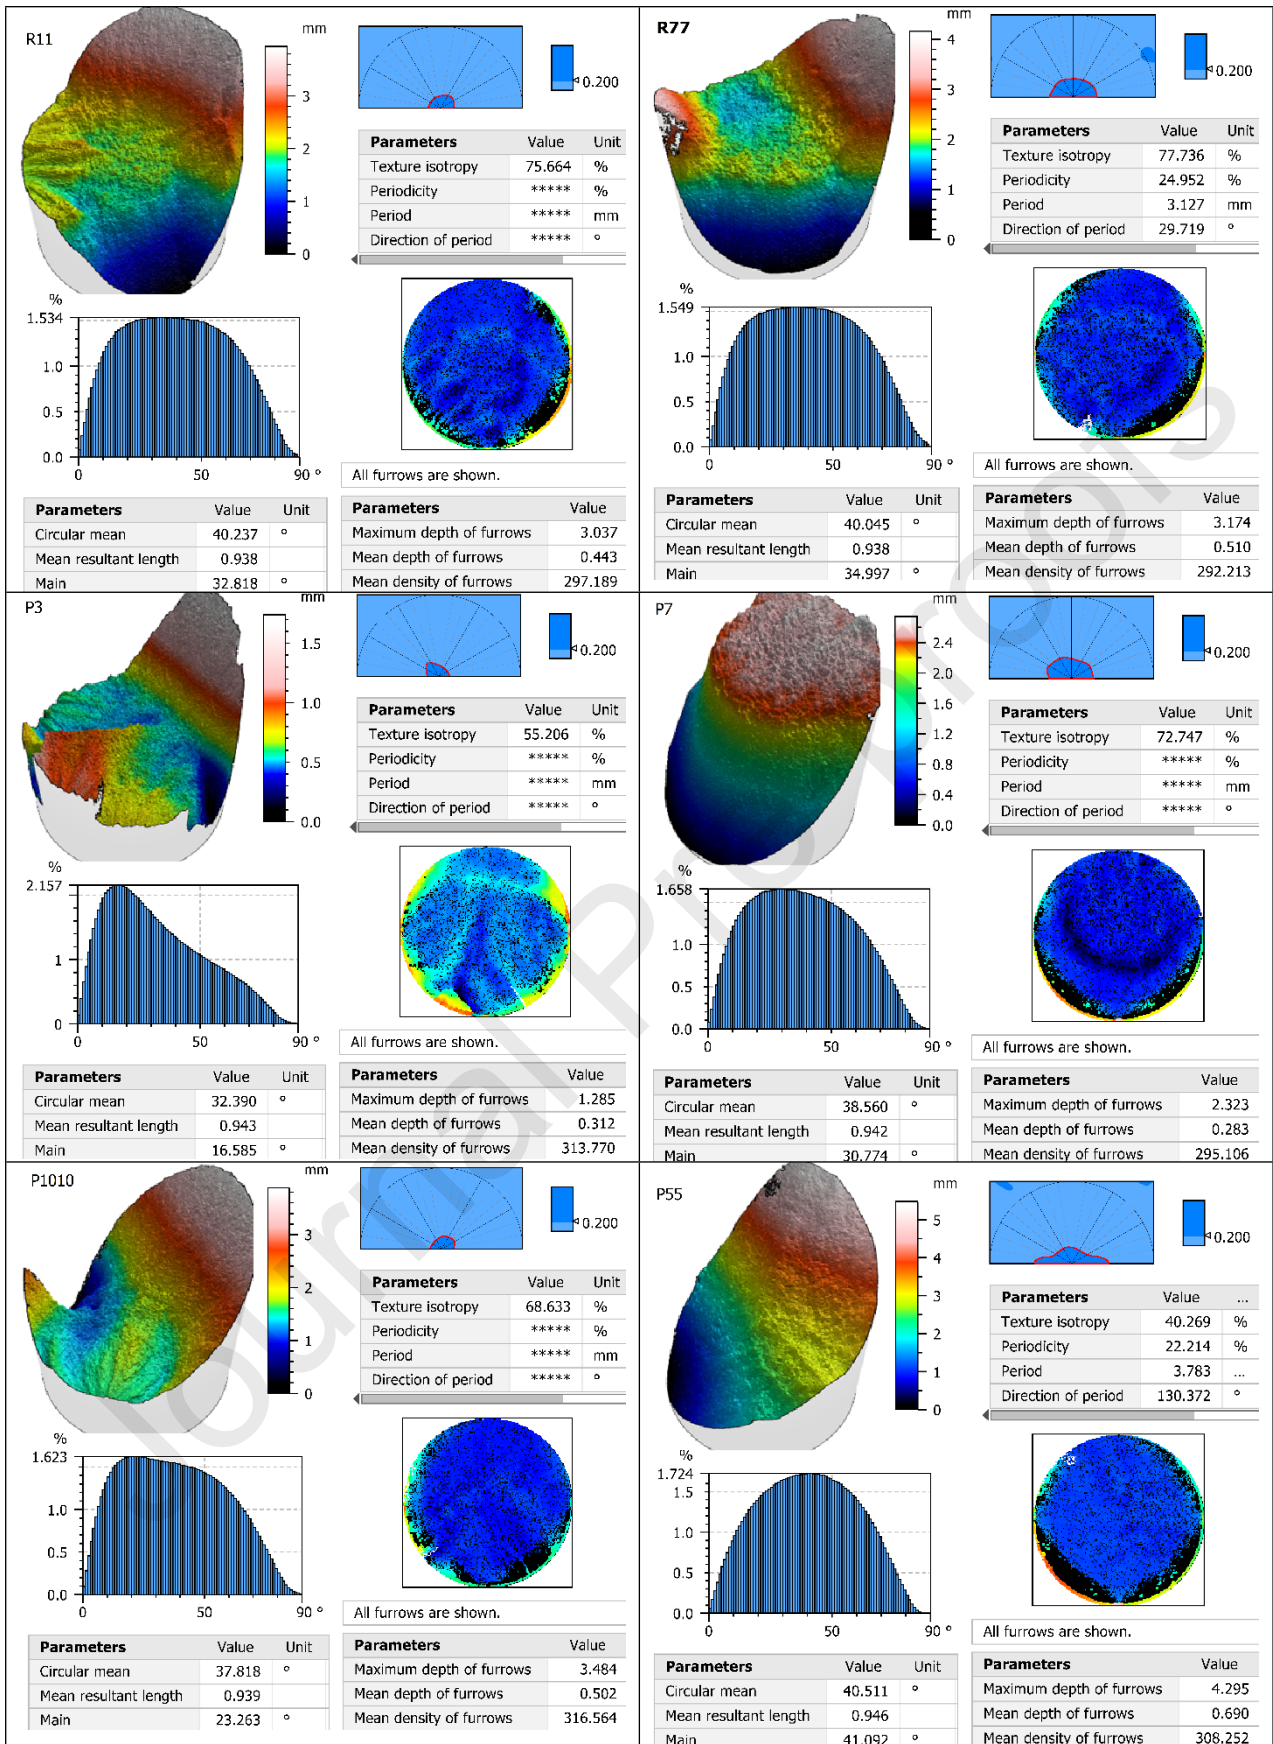 R11
mm
3
2
1
0
0.200
Parameters Value Unit
Texture isotropy 75.664 %
Periodicity ***** %
Period ***** mm
Direction of period ***** °
%
1.534
1.0
0.5
0.0
0 50 90 °
All furrows are shown.
Parameters Value Unit
Circular mean 40.237 °
Mean resultant length 0.938
Main 32.818 °
Parameters Value
Maximum depth of furrows 3.037
Mean depth of furrows 0.443
Mean density of furrows 297.189
R77
mm
4
3
2
1
0
0.200
Parameters Value Unit
Texture isotropy 77.736 %
Periodicity 24.952 %
Period 3.127 mm
Direction of period 29.719 °
%
1.549
1.0
0.5
0.0
0 50 90 °
All furrows are shown.
Parameters Value Unit
Circular mean 40.045 °
Mean resultant length 0.938
Main 34.997 °
Parameters Value
Maximum depth of furrows 3.174
Mean depth of furrows 0.510
Mean density of furrows 292.213
P3
mm
1.5
1.0
0.5
0.0
0.200
Parameters Value Unit
Texture isotropy 55.206 %
Periodicity ***** %
Period ***** mm
Direction of period ***** °
%
2.157
1
0
0 50 90 °
All furrows are shown.
Parameters Value Unit
Circular mean 32.390 °
Mean resultant length 0.943
Main 16.585 °
Parameters Value
Maximum depth of furrows 1.285
Mean depth of furrows 0.312
Mean density of furrows 313.770
P7
mm
2.4
2.0
1.6
1.2
0.8
0.4
0.0
0.200
Parameters Value Unit
Texture isotropy 72.747 %
Periodicity ***** %
Period ***** mm
Direction of period ***** °
%
1.658
1.0
0.5
0.0
0 50 90 °
All furrows are shown.
Parameters Value Unit
Circular mean 38.560 °
Mean resultant length 0.942
Main 30.774 °
Parameters Value
Maximum depth of furrows 2.323
Mean depth of furrows 0.283
Mean density of furrows 295.106
P1010
mm
3
2
1
0
0.200
Parameters Value Unit
Texture isotropy 68.633 %
Periodicity ***** %
Period ***** mm
Direction of period ***** °
%
1.623
1.0
0.5
0.0
0 50 90 °
All furrows are shown.
Parameters Value Unit
Circular mean 37.818 °
Mean resultant length 0.939
Main 23.263 °
Parameters Value
Maximum depth of furrows 3.484
Mean depth of furrows 0.502
Mean density of furrows 316.564
P55
mm
5
4
3
2
1
0
0.200
Parameters Value ...
Texture isotropy 40.269 %
Periodicity 22.214 %
Period 3.783 ...
Direction of period 130.372 °
%
1.724
1.5
1.0
0.5
0.0
0 50 90 °
All furrows are shown.
Parameters Value Unit
Circular mean 40.511 °
Mean resultant length 0.946
Main 41.092 °
Parameters Value
Maximum depth of furrows 4.295
Mean depth of furrows 0.690
Mean density of furrows 308.252
Journal Pre-proofs